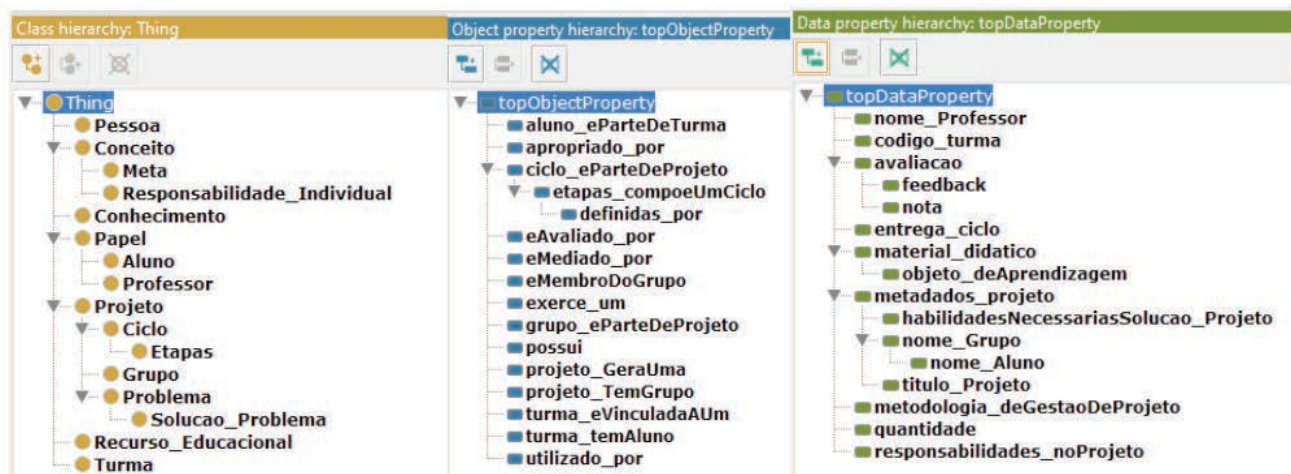 Class hierarchy: Thing
Thing
Pessoa
Conceito
Meta
Responsabilidade_Individual
Conhecimento
Papel
Aluno
Professor
Projeto
Ciclo
Etapas
Grupo
Problema
Solucao_Problema
Recurso_Educacional
Turma
Object property hierarchy: topObjectProperty
topObjectProperty
aluno_eParteDeTurma
apropriado_por
ciclo_eParteDeProjeto
etapas_compoeUmCiclo
definidas_por
eAvaliado_por
eMediado_por
eMembroDoGrupo
exerce_um
grupo_eParteDeProjeto
possui
projeto_GeraUma
projeto_TemGrupo
turma_eVinculadaAUm
turma_temAluno
utilizado_por
Data property hierarchy: topDataProperty
topDataProperty
nome_Professor
codigo_turma
avaliacao
feedback
nota
entrega_ciclo
material_didatico
objeto_deAprendizagem
metadados_projeto
habilidadesNecessariasSolucao_Projeto
nome_Grupo
nome_Aluno
titulo_Projeto
metodologia_deGestaoDeProjeto
quantidade
responsabilidades_noProjeto